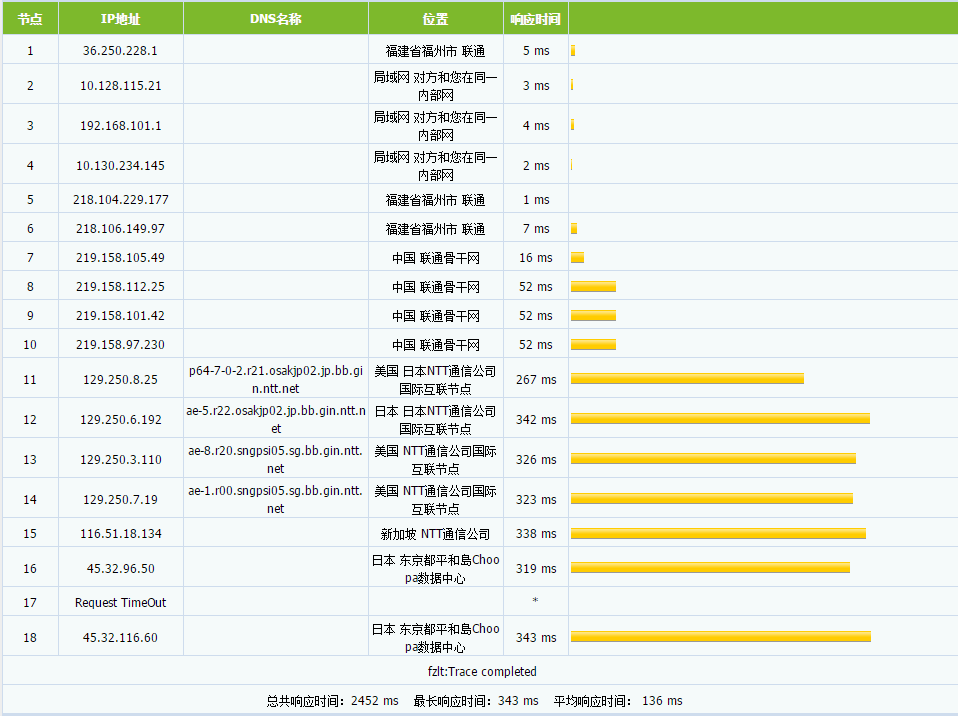 节点 IP地址 DNS名称 位置 响应时间
1 36.250.228.1 福建省福州市 联通 5 ms
2 10.128.115.21 局域网 对方和您在同一 3 ms
内部网
3 192.168.101.1 局域网 对方和您在同一 4 ms
内部网
4 10.130.234.145 局域网 对方和您在同一 2 ms
内部网
5 218.104.229.177 福建省福州市 联通 1 ms
6 218.106.149.97 福建省福州市 联通 7 ms
7 219.158.105.49 中国 联通骨干网 16 ms
8 219.158.112.25 中国 联通骨干网 52 ms
9 219.158.101.42 中国 联通骨干网 52 ms
10 219.158.97.230 中国 联通骨干网 52 ms
11 129.250.8.25 p64-7-0-2.r21.osakjp02.jp.bb.gi 美国 日本NTT通信公司 267 ms
n.ntt.net 国际互联节点
12 129.250.6.192 ae-5.r22.osakjp02.jp.bb.gin.ntt.n 日本 日本NTT通信公司 342 ms
et 国际互联节点
13 129.250.3.110 ae-8.r20.sngpsi05.sg.bb.gin.ntt. 美国 NTT通信公司国际 326 ms
net 互联节点
14 129.250.7.19 ae-1.r00.sngpsi05.sg.bb.gin.ntt. 美国 NTT通信公司国际 323 ms
net 互联节点
15 116.51.18.134 新加坡 NTT通信公司 338 ms
16 45.32.96.50 日本 东京都平和島Choo 319 ms
pa数据中心
17 Request TimeOut *
18 45.32.116.60 日本 东京都平和島Choo 343 ms
pa数据中心
fzlt:Trace completed
总共响应时间：2452 ms 最长响应时间：343 ms 平均响应时间： 136 ms